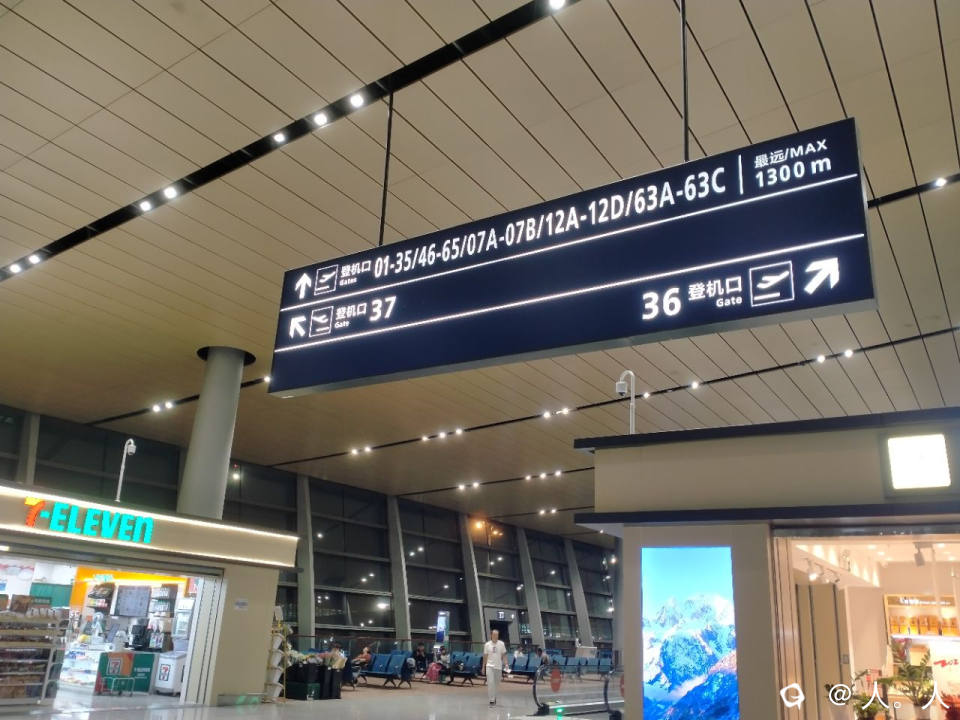 最远/MAX
登机口 01-35/46-65/07A-07B/12A-12D/63A-63C 1300 m
Gates
登机口 37
Gate
36 登机口
Gate
7-ELEVEN
@人。人